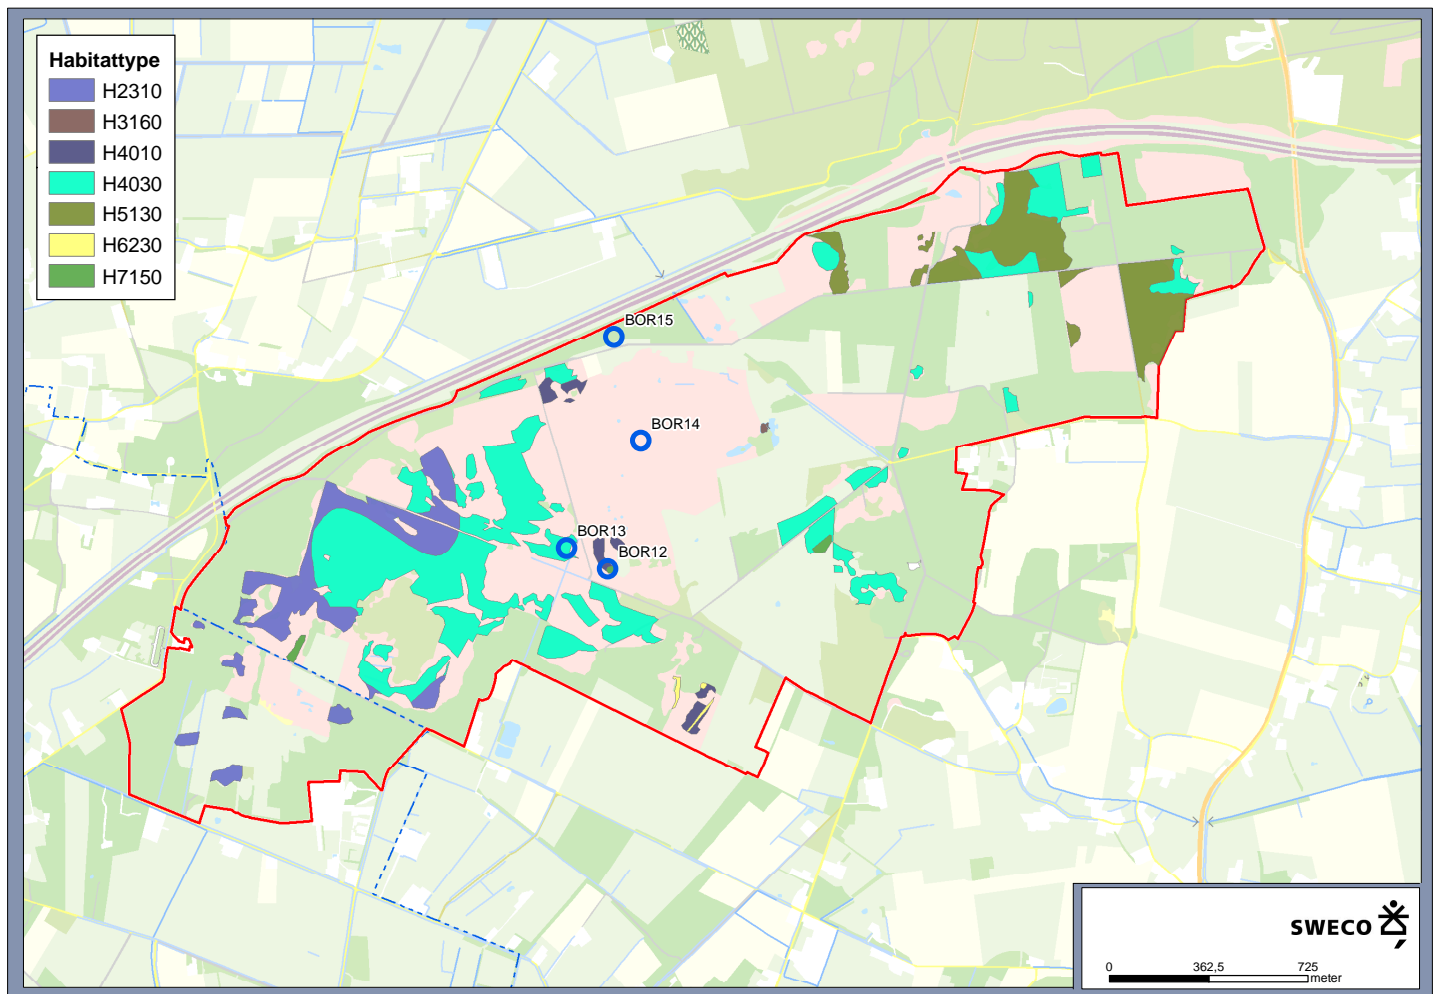 Habitattype
H2310
H3160
H4010
H4030
H5130
H6230
H7150
BOR15
BOR14
BOR13
BOR12
SWECO
0 362,5 725
meter